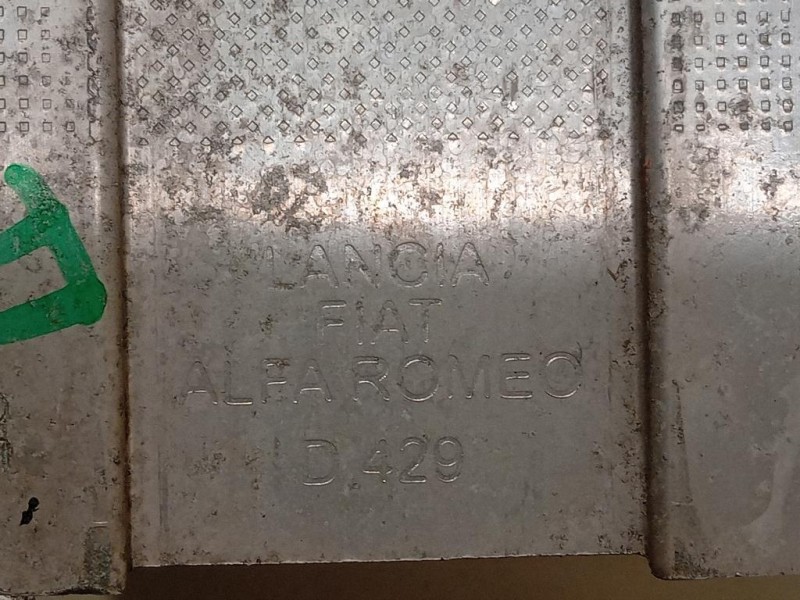 LANCIA
FIAT
ALFA ROMEO
D 429